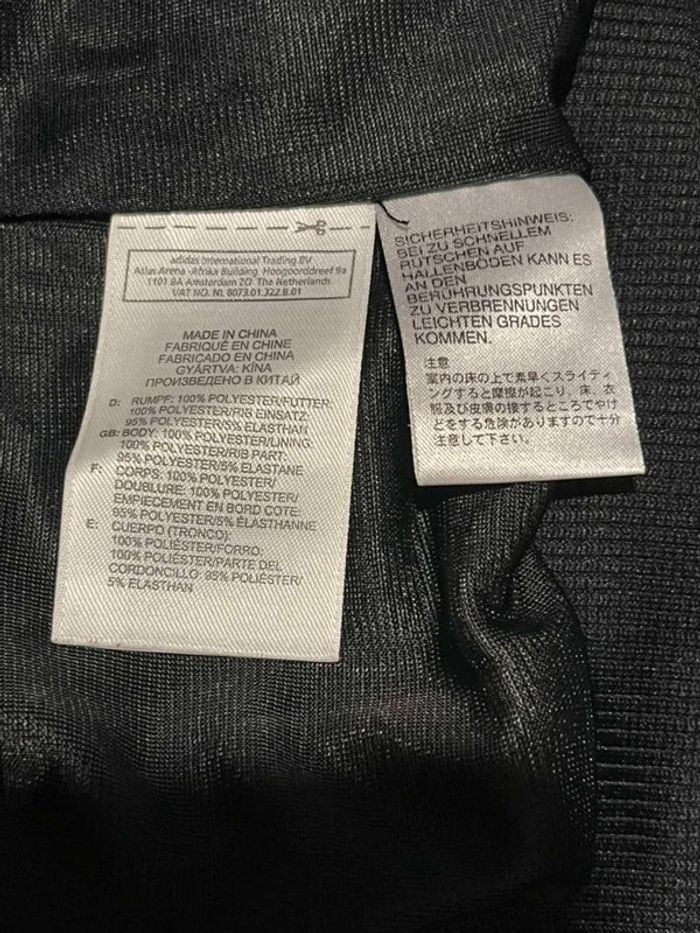 adidas International Trading BV
Atlas Arena -Afrika Building Hoogoorddreef 9a
1101 BA Amsterdam ZO The Netherlands
VAT NO. NL 8073.01.322.B.01
MADE IN CHINA
FABRIQUÉ EN CHINE
FABRICADO EN CHINA
GYÁRTVA: KÍNA
ПРОИЗВЕДЕНО В КИТАЙ
D: RUMPF: 100% POLYESTER/FUTTER:
100% POLYESTER/RIB EINSATZ:
95% POLYESTER/5% ELASTHAN
GB: BODY: 100% POLYESTER/LINING:
100% POLYESTER/RIB PART:
95% POLYESTER/5% ELASTANE
F: CORPS: 100% POLYESTER/
DOUBLURE: 100% POLYESTER/
EMPIECEMENT EN BORD COTE:
95% POLYESTER/5% ÉLASTHANNE
E: CUERPO (TRONCO):
100% POLIÉSTER/FORRO:
100% POLIÉSTER/PARTE DEL
CORDONCILLO: 95% POLIÉSTER/
5% ELASTHAN
SICHERHEITSHINWEIS:
BEI ZU SCHNELLEM
RUTSCHEN AUF
HALLENBÖDEN KANN ES
AN DEN
BERÜHRUNGSPUNKTEN
ZU VERBRENNUNGEN
LEICHTEN GRADES
KOMMEN.
注意
室内の床の上で素早くスライティ
ングすると摩擦が起こり、床、衣
服及び皮膚の接するところでやけ
どをする危険がありますので十分
注意して下さい。